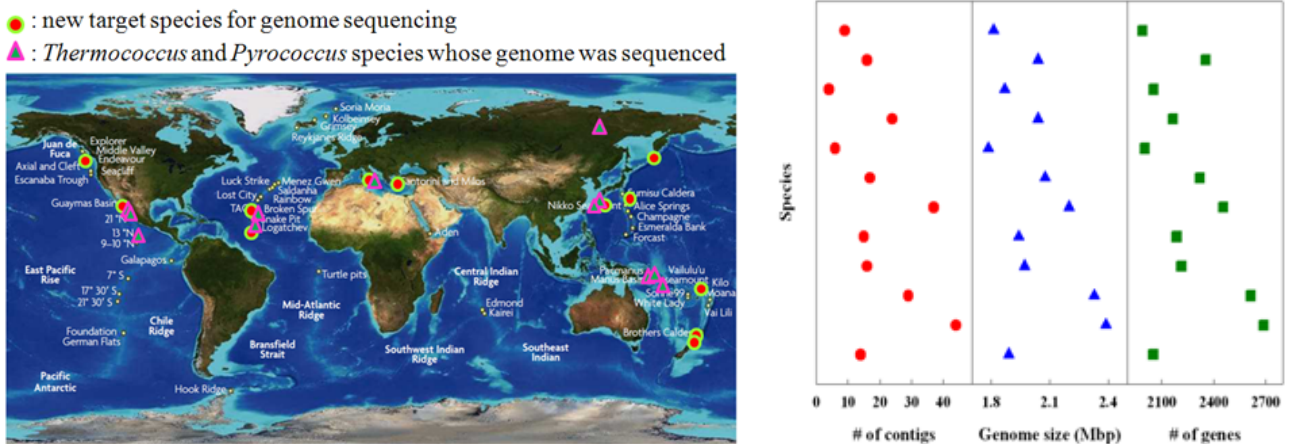 : new target species for genome sequencing
: Thermococcus and Pyrococcus species whose genome was sequenced
Soria Moria
Kolbeinsey
Grimsey
Reykjanes Ridge
Juan de
Fuca
Explorer
Middle Valley
Endeavour
Axial and Cleft
Seacliff
Escanaba Trough
Luck Strike
Menez Gwen
Saldanha
Lost City
Rainbow
TAG
Broken Spur
Snake Pit
Logatchev
Santorini and Milos
Guaymas Basin
21 °N
13 °N
9–10 °N
Nikko
Sumisu Caldera
Alice Springs
Champagne
Esmeralda Bank
Forcast
Aden
Galapagos
East Pacific
Rise
7° S
17° 30' S
21° 30' S
Turtle pits
Central Indian
Ridge
Pacmanus
Manus Basin
Vailulu'u
seamount
Kilo
Moana
White Lady
Vai Lili
Mid-Atlantic
Ridge
Edmond
Kairei
Chile
Ridge
Foundation
German Flats
Bransfield
Strait
Southwest Indian
Ridge
Southeast
Indian
Brothers Caldera
Pacific
Antarctic
Hook Ridge
Species
0 10 20 30 40
1.8 2.1 2.4
2100 2400 2700
# of contigs
Genome size (Mbp)
# of genes